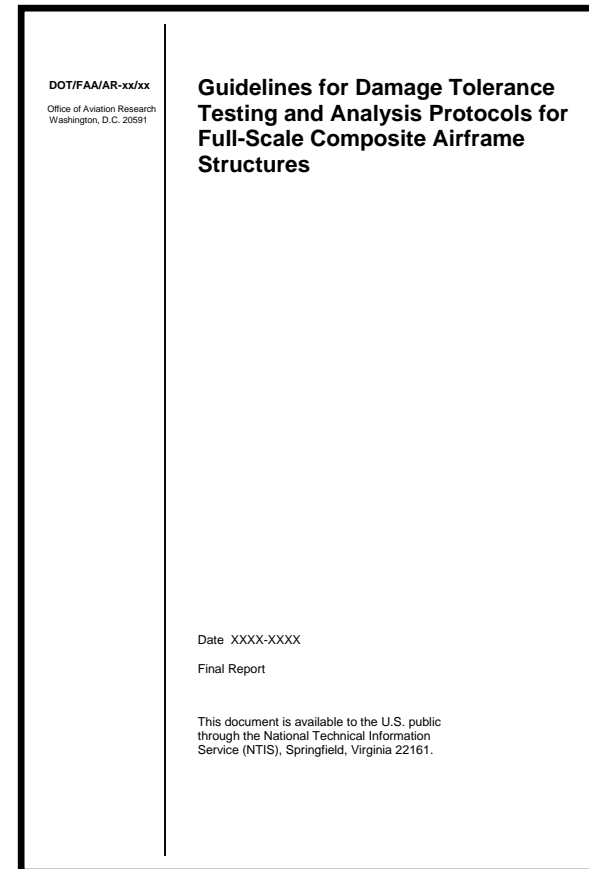 DOT/FAA/AR-xx/xx
Office of Aviation Research
Washington, D.C. 20591
Guidelines for Damage Tolerance
Testing and Analysis Protocols for
Full-Scale Composite Airframe
Structures
Date XXXX-XXXX
Final Report
This document is available to the U.S. public
through the National Technical Information
Service (NTIS), Springfield, Virginia 22161.